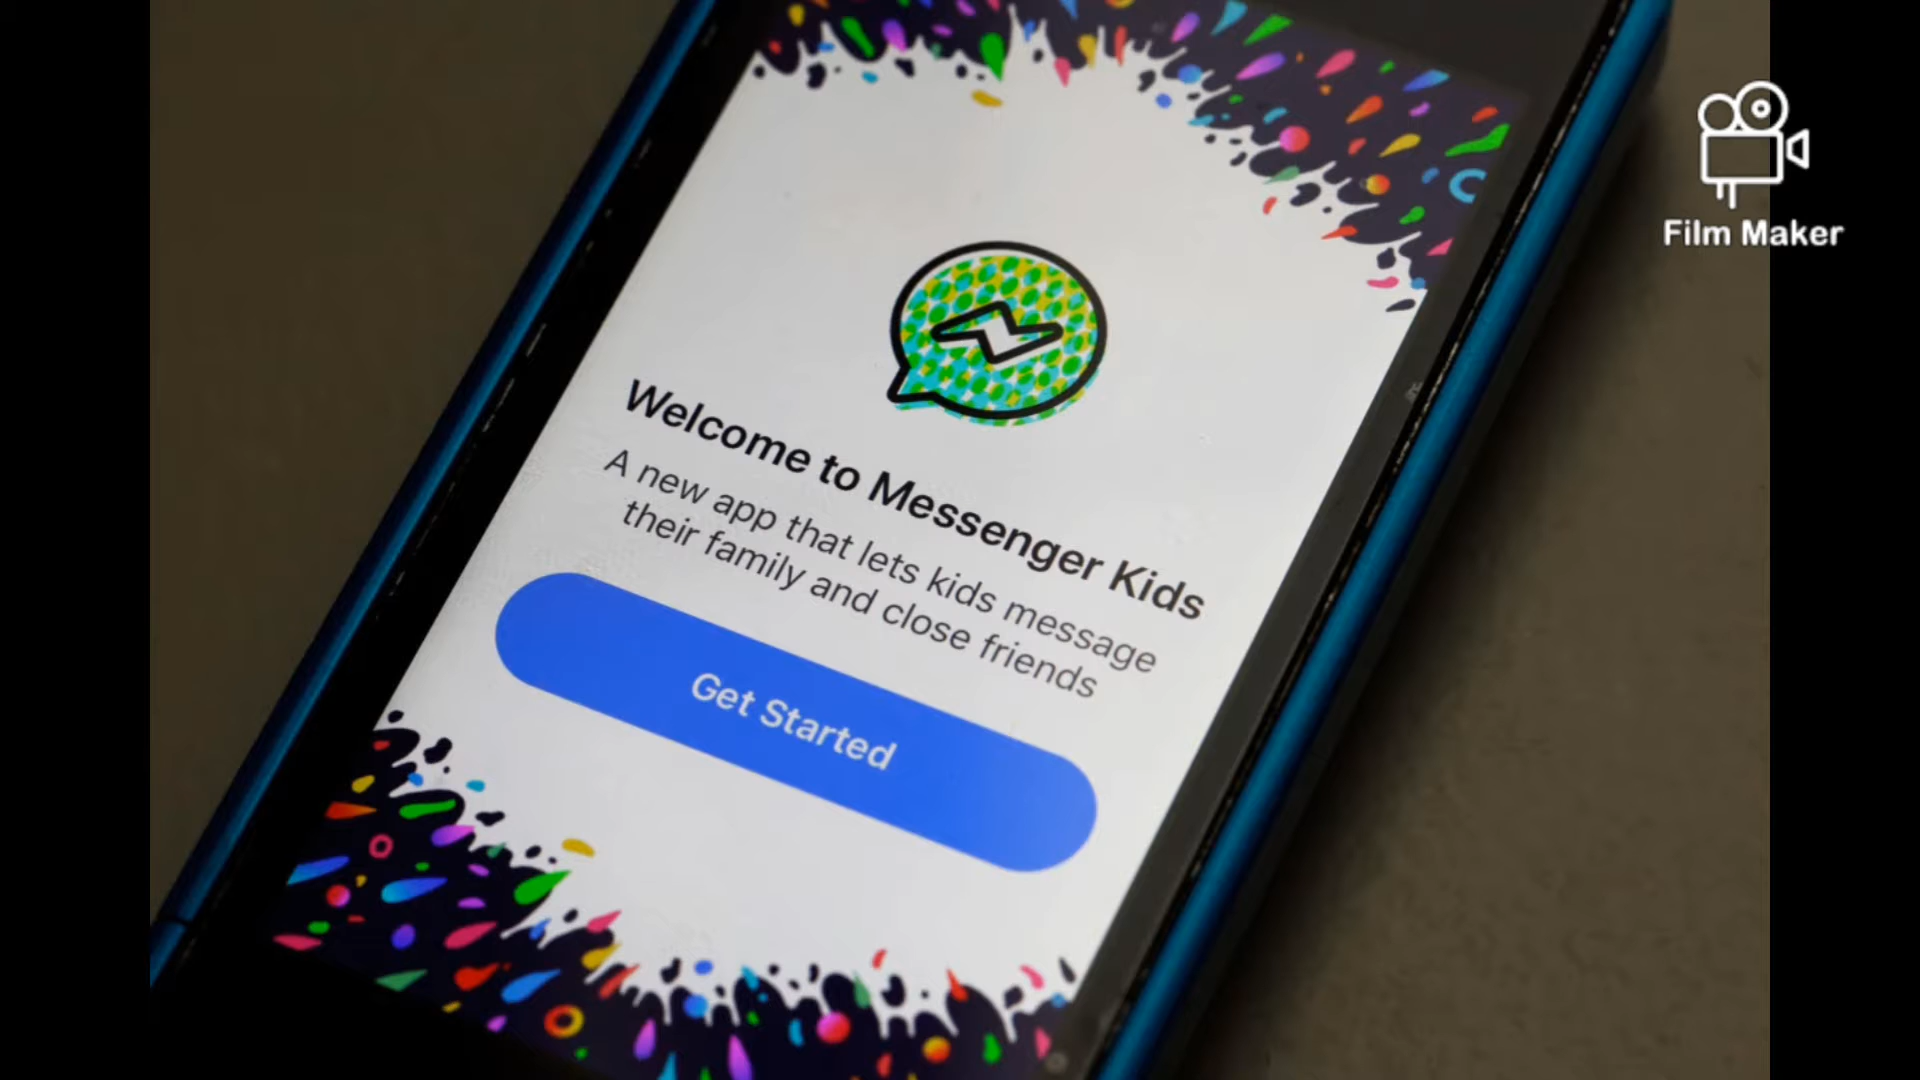 Film Maker
Welcome to Messenger Kids
A new app that lets kids message
their family and close friends
Get Started